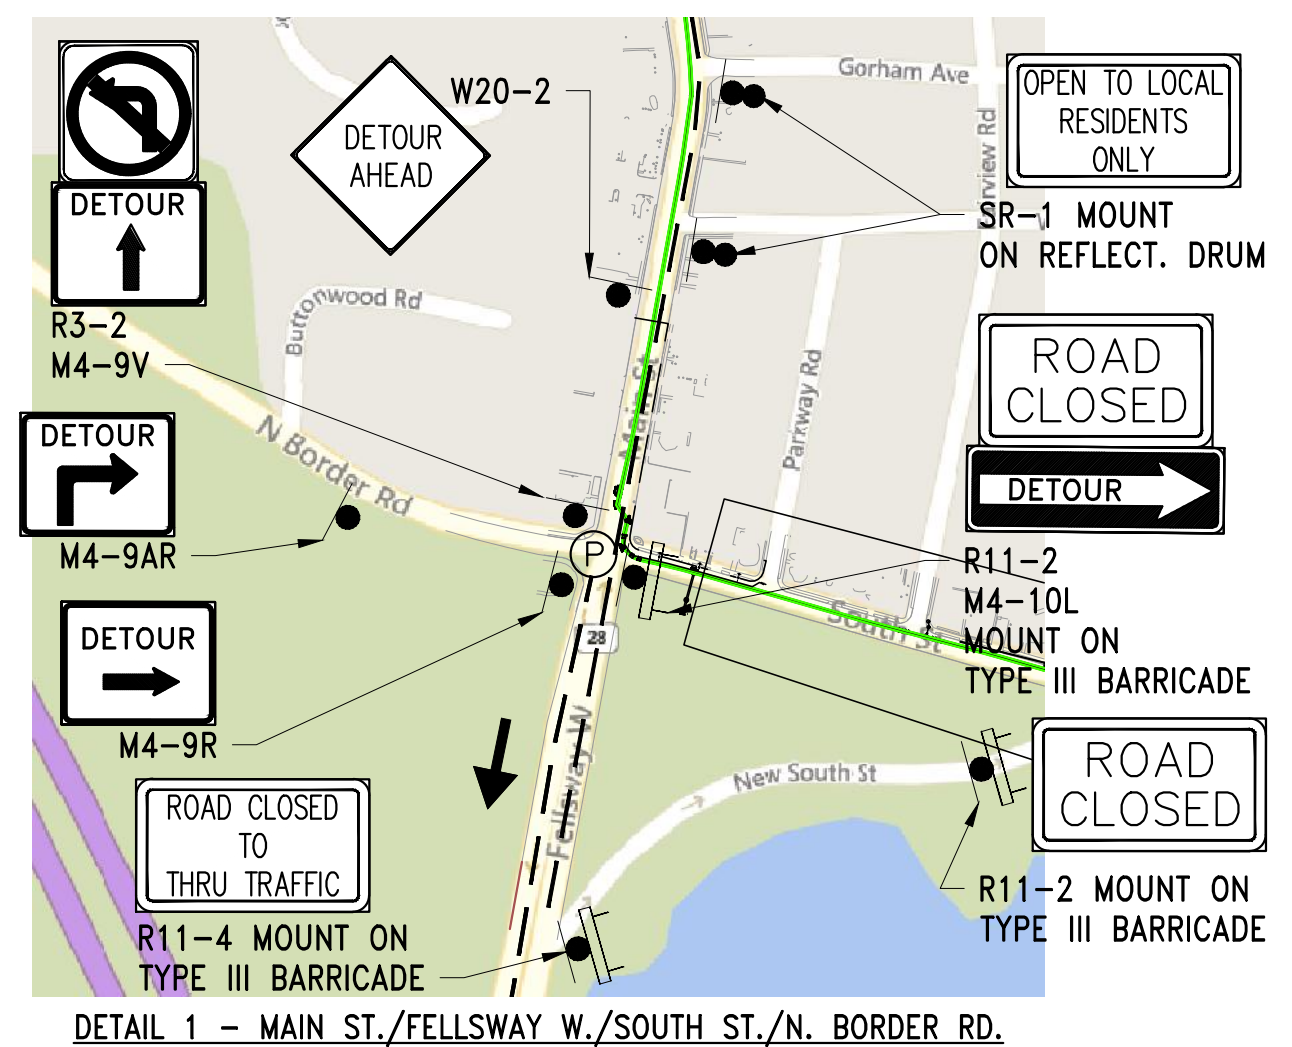 W20-2
DETOUR
AHEAD
Gorham Ave
OPEN TO LOCAL
RESIDENTS
ONLY
SR-1 MOUNT
ON REFLECT. DRUM
DETOUR
R3-2
M4-9V
Buttonwood Rd
Main St
Parkway Rd
ROAD
CLOSED
DETOUR
R11-2
M4-10L
MOUNT ON
TYPE III BARRICADE
DETOUR
M4-9AR
N Border Rd
P
28
South St
DETOUR
M4-9R
Fellsway W
New South St
ROAD
CLOSED
R11-2 MOUNT ON
TYPE III BARRICADE
ROAD CLOSED
TO
THRU TRAFFIC
R11-4 MOUNT ON
TYPE III BARRICADE
DETAIL 1 - MAIN ST./FELLSWAY W./SOUTH ST./N. BORDER RD.